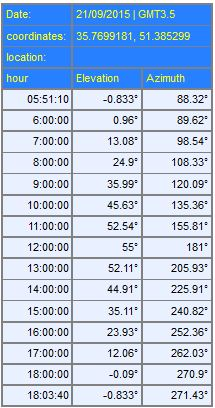 Date: 21/09/2015 | GMT3.5
coordinates: 35.7699181, 51.385299
location:
hour Elevation Azimuth
05:51:10 -0.833° 88.32°
6:00:00 0.96° 89.62°
7:00:00 13.08° 98.54°
8:00:00 24.9° 108.33°
9:00:00 35.99° 120.09°
10:00:00 45.63° 135.36°
11:00:00 52.54° 155.81°
12:00:00 55° 181°
13:00:00 52.11° 205.93°
14:00:00 44.91° 225.91°
15:00:00 35.11° 240.82°
16:00:00 23.93° 252.36°
17:00:00 12.06° 262.03°
18:00:00 -0.09° 270.9°
18:03:40 -0.833° 271.43°